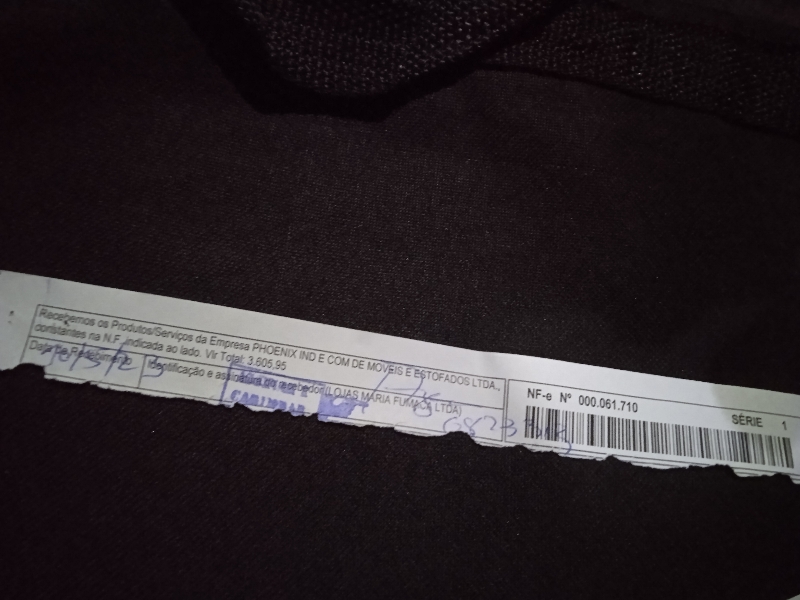 Recebemos os Produtos/Serviços da Empresa PHOENIX IND E COM DE MOVEIS E ESTOFADOS LTDA.,
constantes na N.F. indicada ao lado. Vlr Total: 3.605,95
Data de Recebimento
Identificação e assinatura do recebedor (LOJAS MARIA FUMAÇA LTDA)
CARIMBAR
NF-e Nº 000.061.710
SÉRIE 1